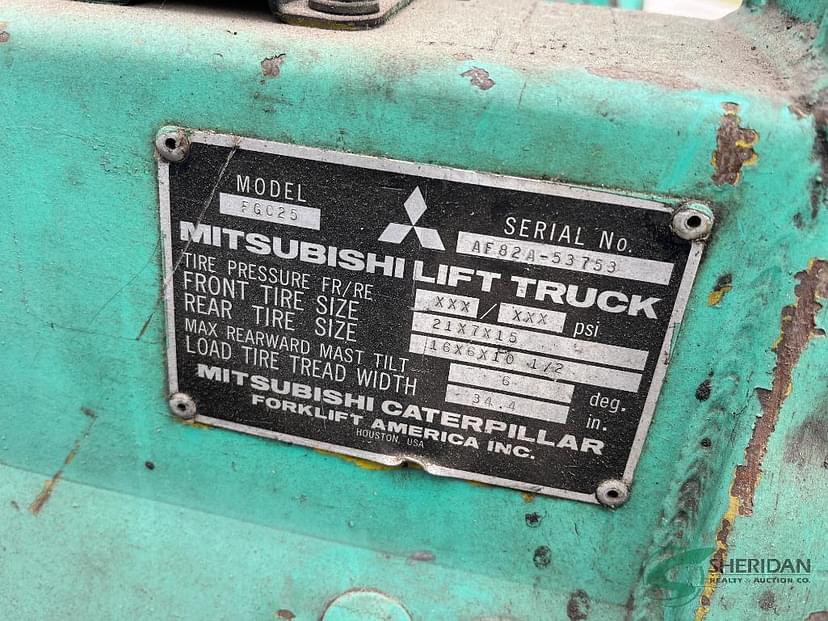 MODEL
FGC25
SERIAL No.
AF82A-53753
MITSUBISHI LIFT TRUCK
TIRE PRESSURE FR/RE XXX / XXX psi
FRONT TIRE SIZE 21X7X15
REAR TIRE SIZE 16X6X10 1/2
MAX REARWARD MAST TILT 6 deg.
LOAD TIRE TREAD WIDTH 34.4 in.
MITSUBISHI CATERPILLAR
FORKLIFT AMERICA INC.
HOUSTON, USA
SHERIDAN
REALTY & AUCTION CO.